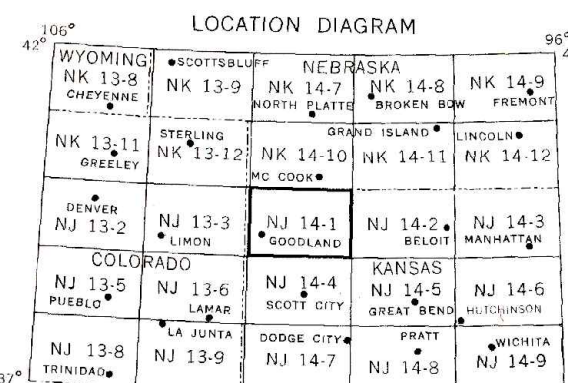 LOCATION DIAGRAM
106°
96°
42°
4
WYOMING
SCOTTSBLUFF
NEBRASKA
NK 13-8
NK 13-9
NK 14-7
NK 14-8
NK 14-9
CHEYENNE
NORTH PLATTE
BROKEN BOW
FREMONT
STERLING
GRAND ISLAND
LINCOLN
NK 13-11
NK 13-12
NK 14-10
NK 14-11
NK 14-12
GREELEY
MC COOK
DENVER
NJ 13-2
NJ 13-3
NJ 14-1
NJ 14-2
NJ 14-3
LIMON
GOODLAND
BELOIT
MANHATTAN
COLORADO
KANSAS
NJ 13-5
NJ 13-6
NJ 14-4
NJ 14-5
NJ 14-6
PUEBLO
LAMAR
SCOTT CITY
GREAT BEND
HUTCHINSON
LA JUNTA
DODGE CITY
PRATT
WICHITA
NJ 13-8
NJ 13-9
NJ 14-7
NJ 14-8
NJ 14-9
37°
TRINIDAD